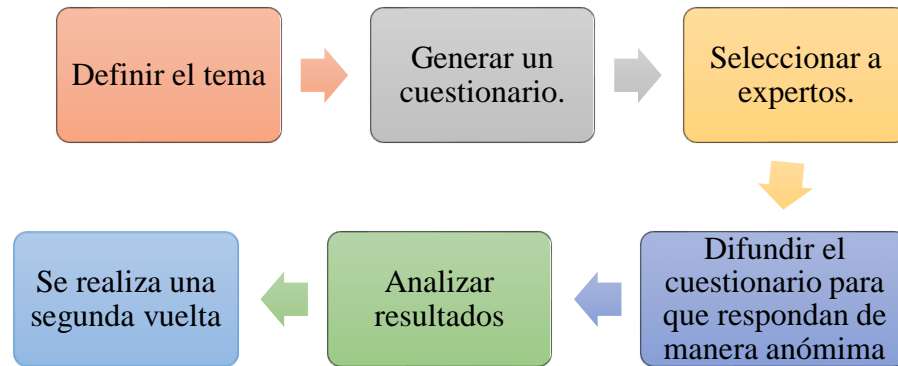 Definir el tema
Generar un
cuestionario.
Seleccionar a
expertos.
Difundir el
cuestionario para
que respondan de
manera anómima
Analizar
resultados
Se realiza una
segunda vuelta